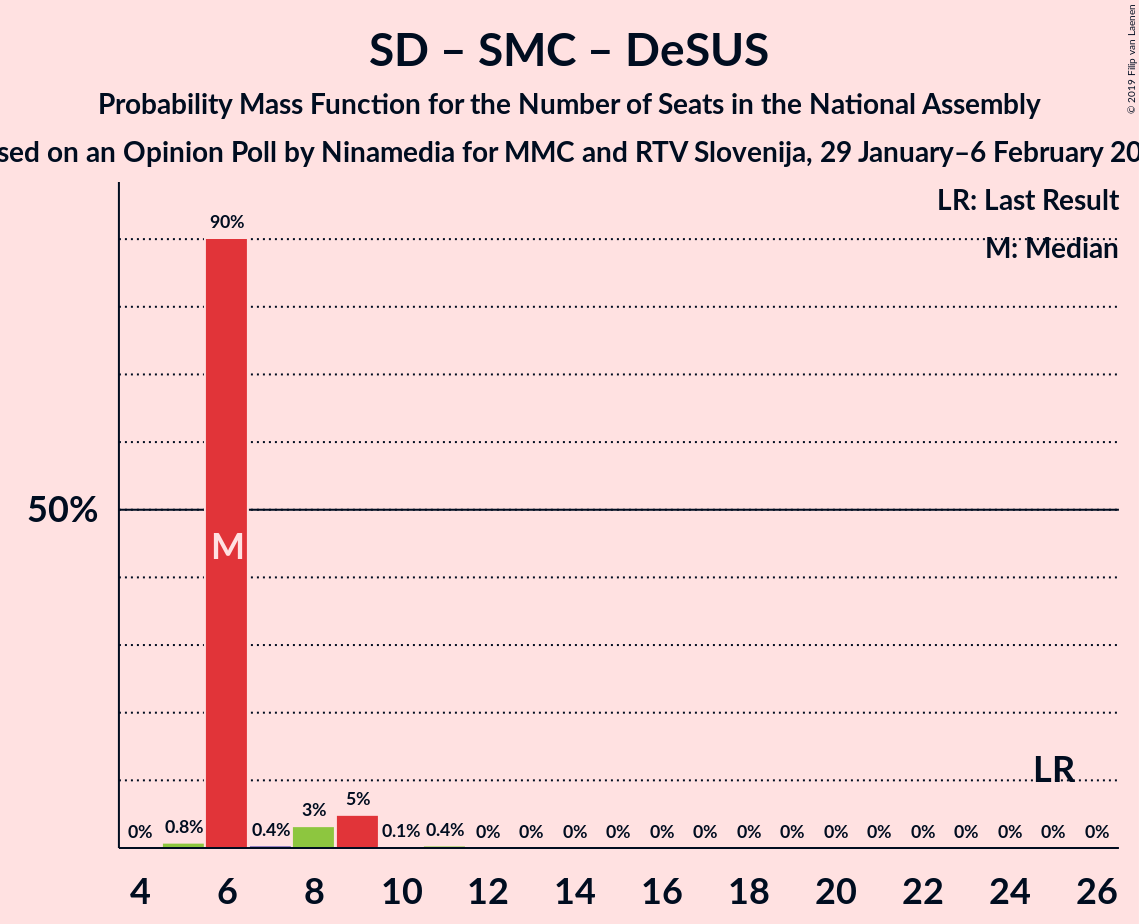 SD – SMC – DeSUS
Probability Mass Function for the Number of Seats in the National Assembly
sed on an Opinion Poll by Ninamedia for MMC and RTV Slovenija, 29 January–6 February 20
© 2019 Filip van Laenen
LR: Last Result
M: Median
90%
50%
M
LR
0% 0.8% 0.4% 3% 5% 0.1% 0.4% 0% 0% 0% 0% 0% 0% 0% 0% 0% 0% 0% 0% 0% 0% 0%
4 6 8 10 12 14 16 18 20 22 24 26